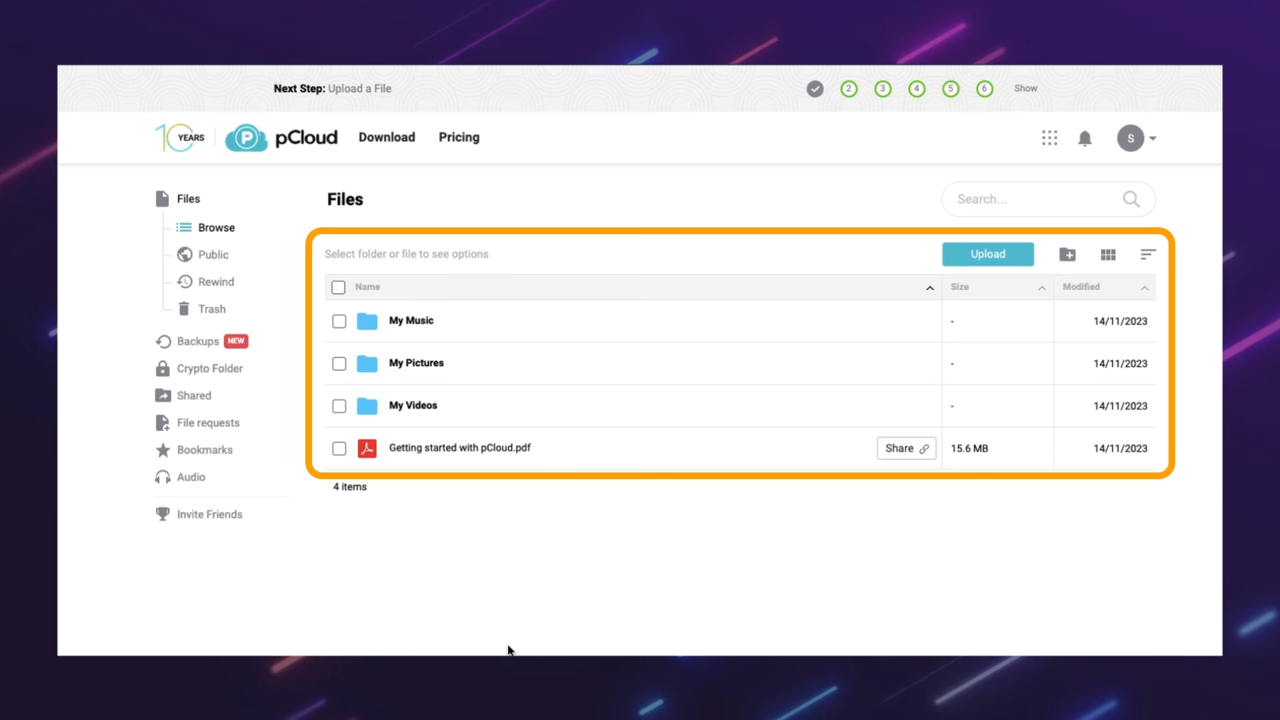 Next Step: Upload a File
2 3 4 5 6 Show
10 YEARS P pCloud Download Pricing
S
Files
Browse
Public
Rewind
Trash
Backups NEW
Crypto Folder
Shared
File requests
Bookmarks
Audio
Invite Friends
Files
Search...
Select folder or file to see options Upload
Name Size Modified
My Music - 14/11/2023
My Pictures - 14/11/2023
My Videos - 14/11/2023
Getting started with pCloud.pdf Share 15.6 MB 14/11/2023
4 items